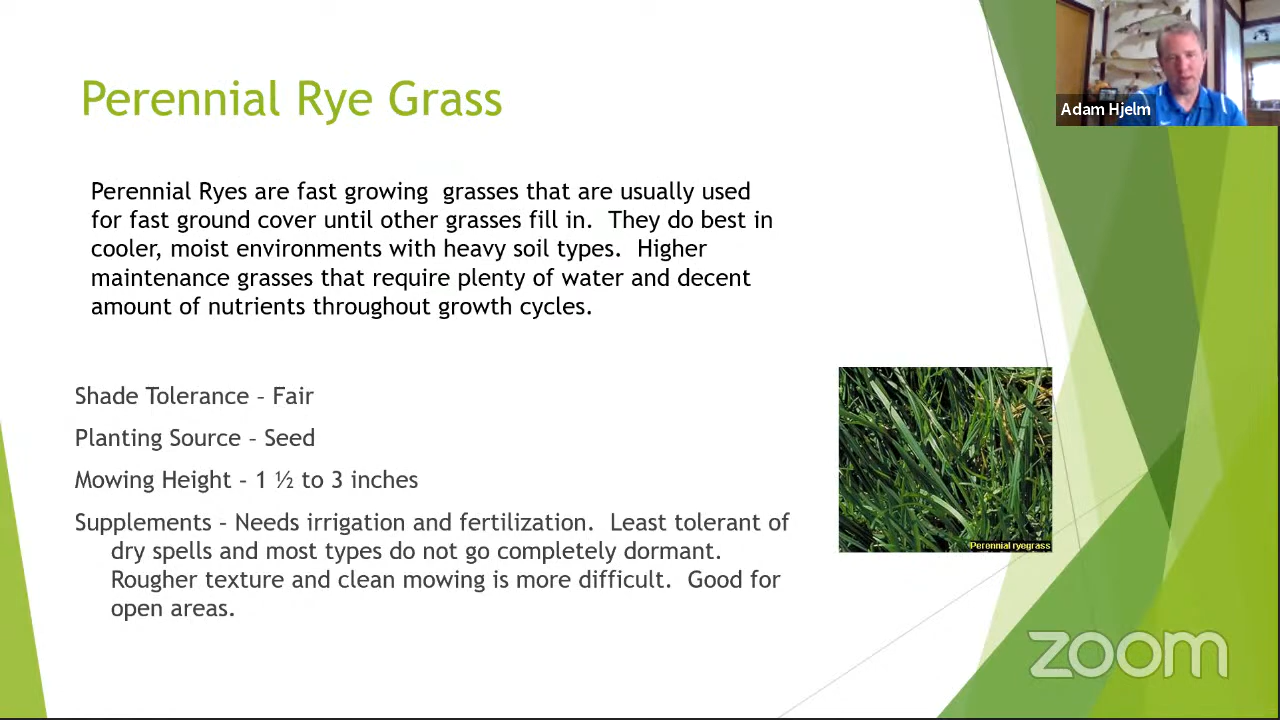 Perennial Rye Grass
Adam Hjelm
Perennial Ryes are fast growing  grasses that are usually used
for fast ground cover until other grasses fill in.  They do best in
cooler, moist environments with heavy soil types.  Higher
maintenance grasses that require plenty of water and decent
amount of nutrients throughout growth cycles.
Shade Tolerance – Fair
Planting Source – Seed
Mowing Height – 1 ½ to 3 inches
Supplements – Needs irrigation and fertilization.  Least tolerant of
dry spells and most types do not go completely dormant.
Rougher texture and clean mowing is more difficult.  Good for
open areas.
Perennial ryegrass
zoom